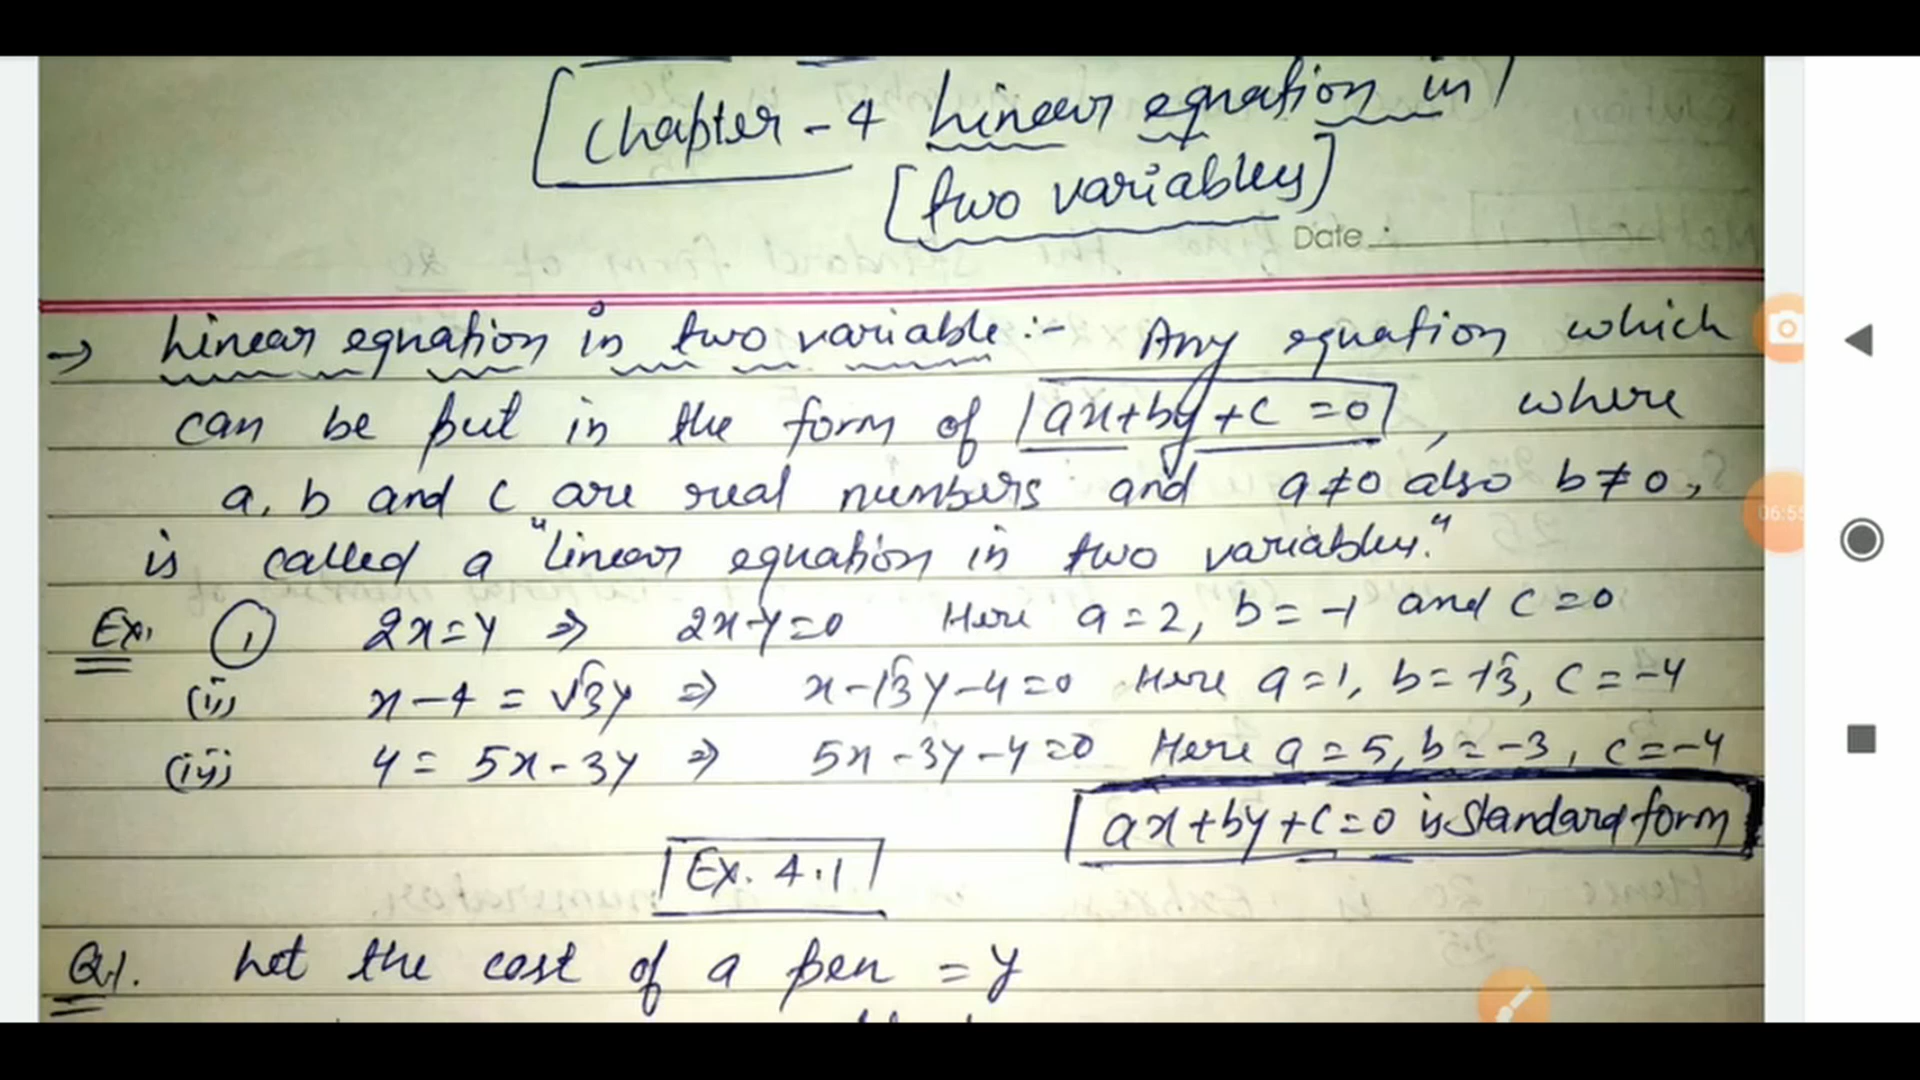 Chapter - 4 Linear equation in
two variables
Date :
→ Linear equation in two variable :- Any equation which
can be put in the form of ax+by+c=0, where
a, b and c are real numbers and a≠0 also b≠0,
is called a "linear equation in two variables."
Ex. (i) 2x=y ⇒ 2x-y=0 Here a=2, b=-1 and c=0
(ii) x-4 = √3y ⇒ x-√3y-4=0 Here a=1, b=-√3, c=-4
(iii) 4 = 5x-3y ⇒ 5x-3y-4=0 Here a=5, b=-3, c=-4
ax+by+c=0 is standard form
Ex. 4.1
Q.1. Let the cost of a pen = y
06:55